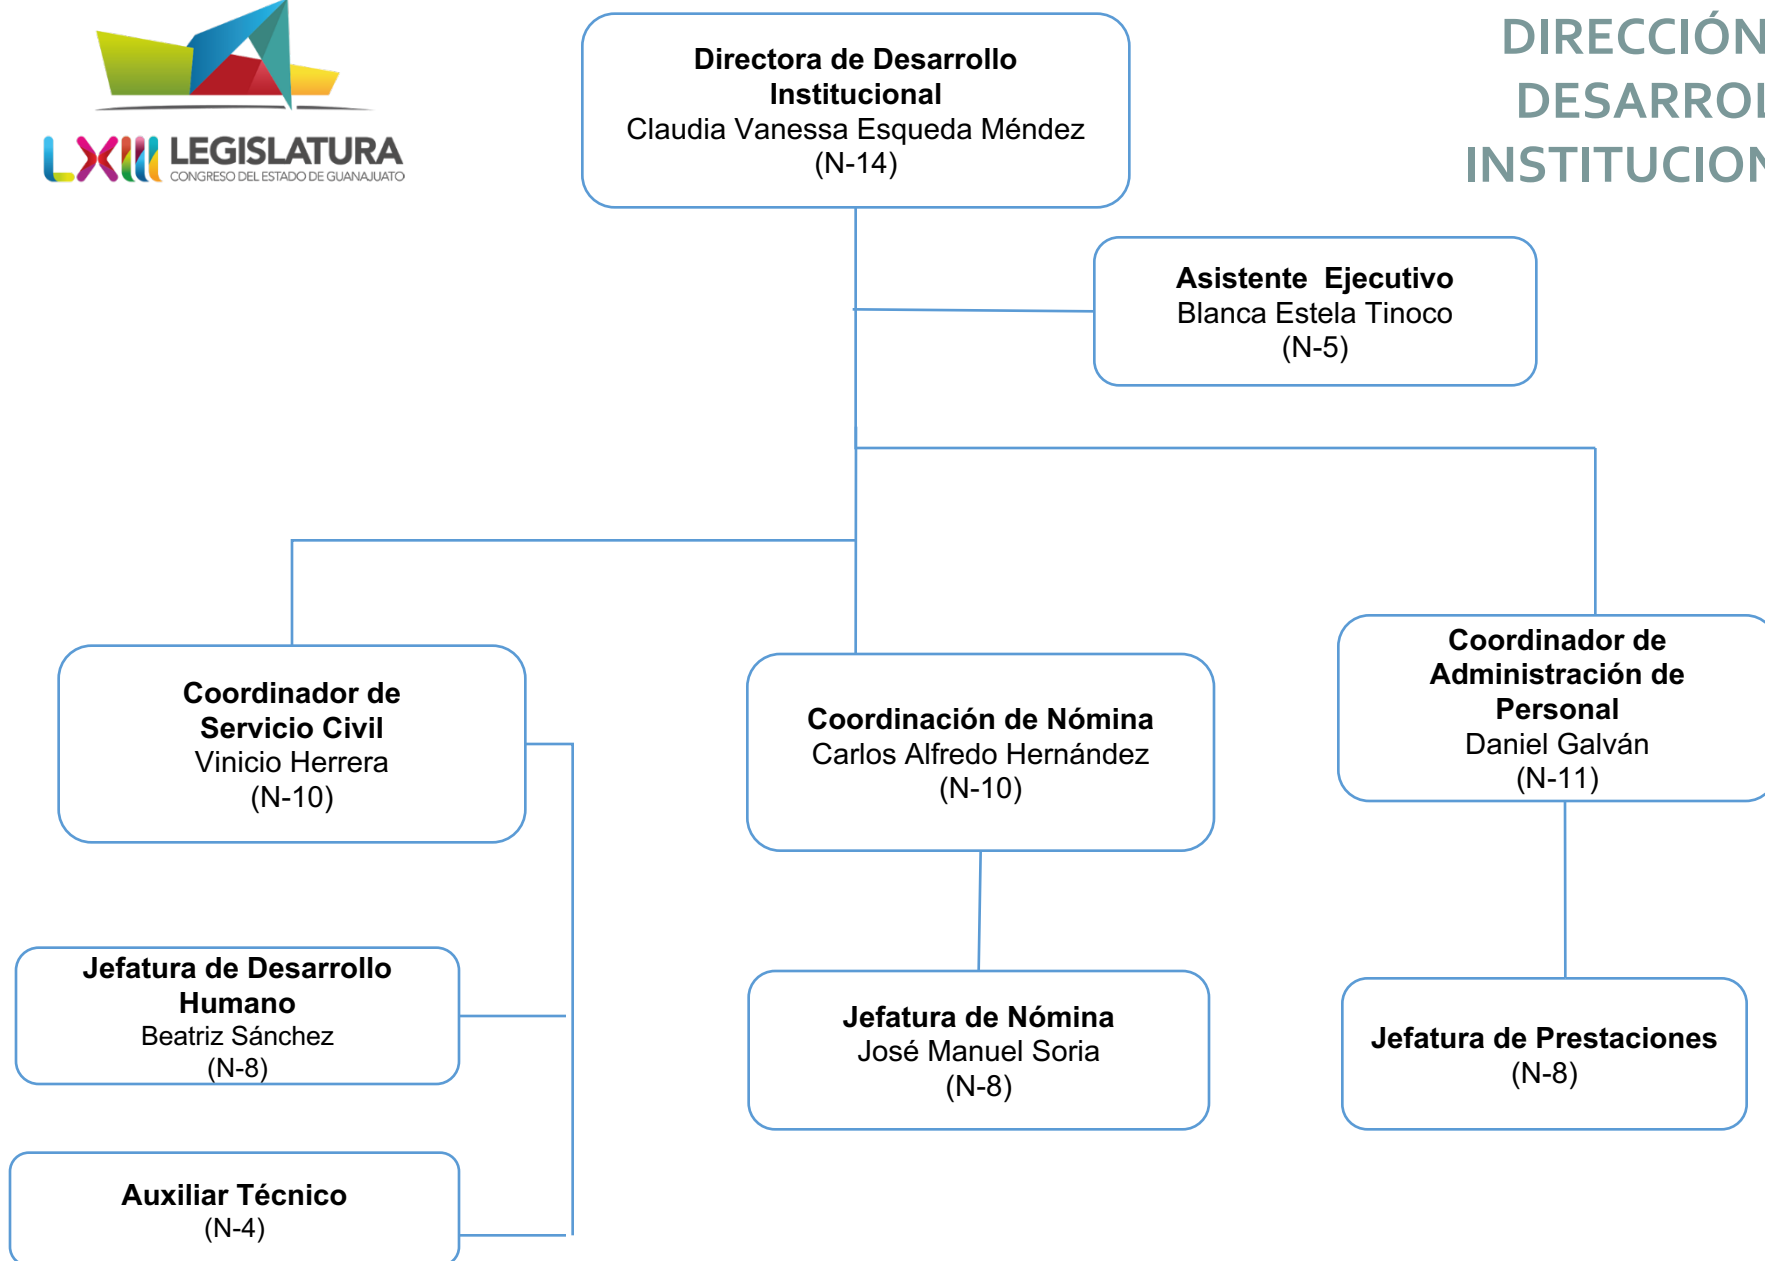 LXIII LEGISLATURA
CONGRESO DEL ESTADO DE GUANAJUATO
Directora de Desarrollo
Institucional
Claudia Vanessa Esqueda Méndez
(N-14)
DIRECCIÓN
DESARROL
INSTITUCION
Asistente Ejecutivo
Blanca Estela Tinoco
(N-5)
Coordinador de
Servicio Civil
Vinicio Herrera
(N-10)
Coordinación de Nómina
Carlos Alfredo Hernández
(N-10)
Coordinador de
Administración de
Personal
Daniel Galván
(N-11)
Jefatura de Desarrollo
Humano
Beatriz Sánchez
(N-8)
Jefatura de Nómina
José Manuel Soria
(N-8)
Jefatura de Prestaciones
(N-8)
Auxiliar Técnico
(N-4)